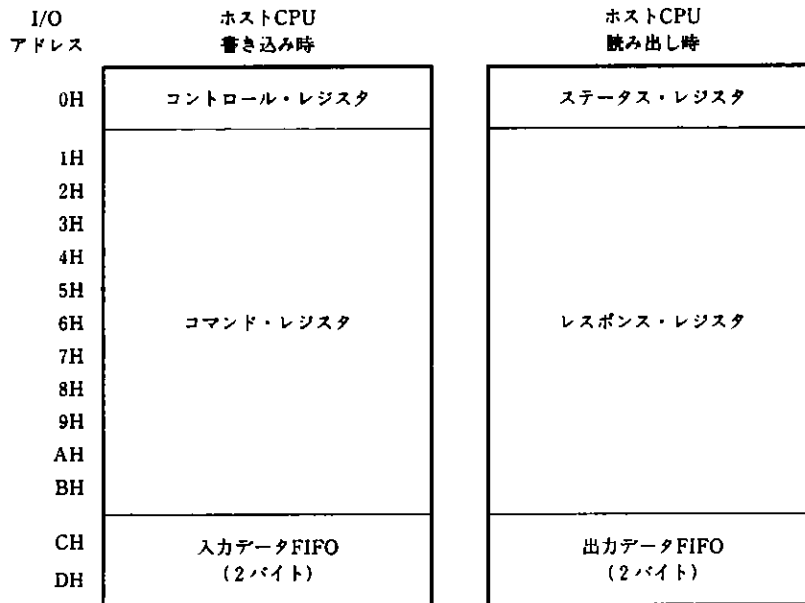 I/O
アドレス
ホストCPU
書き込み時
ホストCPU
読み出し時
0H
コントロール・レジスタ
ステータス・レジスタ
1H
2H
3H
4H
5H
6H
コマンド・レジスタ
レスポンス・レジスタ
7H
8H
9H
AH
BH
CH
DH
入力データFIFO
(2バイト)
出力データFIFO
(2バイト)